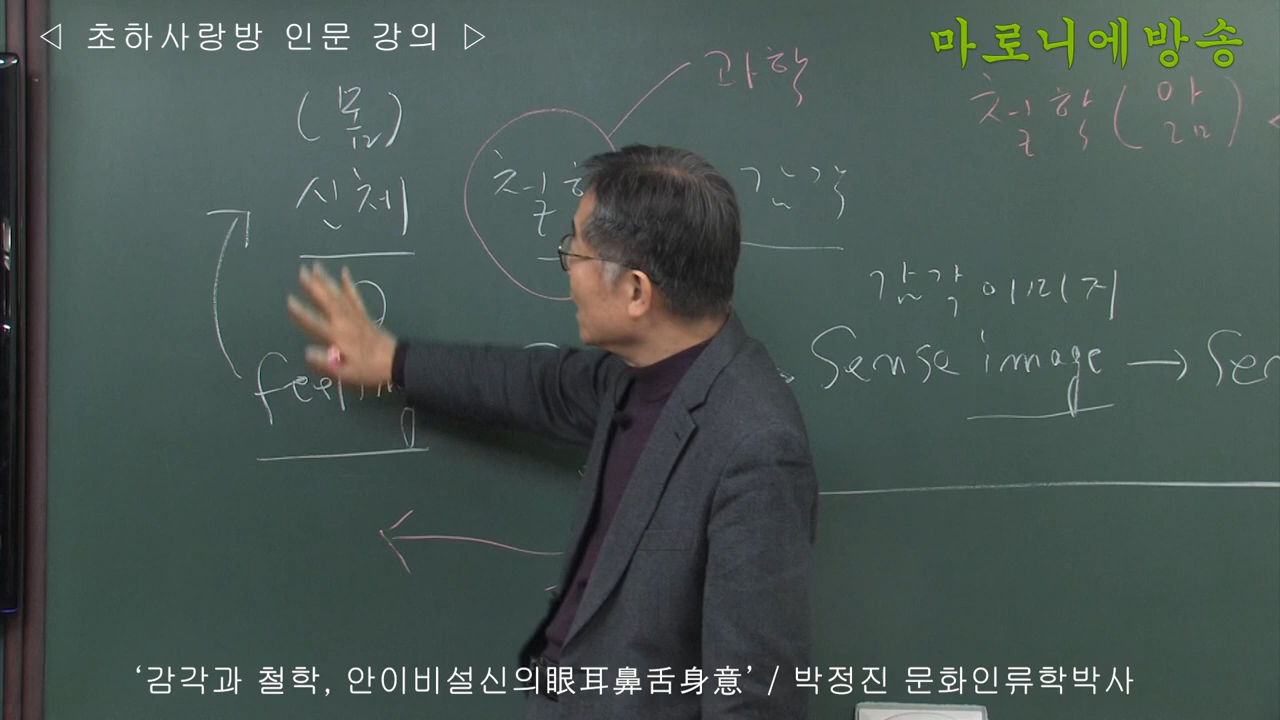 ◁ 초하사랑방 인문 강의 ▷
마로니에방송
과학
철학(앎)
(몸)
신체
감각
감각이미지
feeling
Sense image → Sen
‘감각과 철학, 안이비설신의眼耳鼻舌身意’ / 박정진 문화인류학박사